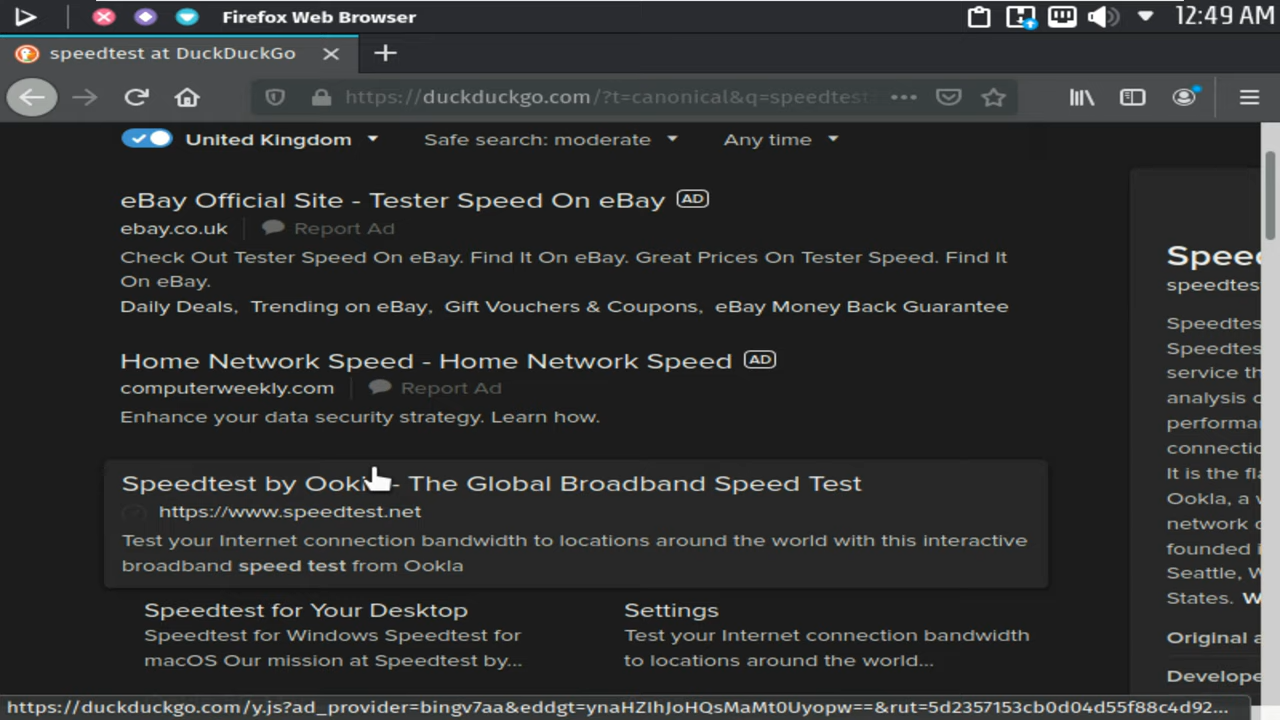 Firefox Web Browser
12:49 AM
speedtest at DuckDuckGo
https://duckduckgo.com/?t=canonical&q=speedtest
United Kingdom
Safe search: moderate
Any time
eBay Official Site - Tester Speed On eBay AD
ebay.co.uk
Report Ad
Check Out Tester Speed On eBay. Find It On eBay. Great Prices On Tester Speed. Find It
On eBay.
Daily Deals, Trending on eBay, Gift Vouchers & Coupons, eBay Money Back Guarantee
Home Network Speed - Home Network Speed AD
computerweekly.com
Report Ad
Enhance your data security strategy. Learn how.
Speedtest by Ookla - The Global Broadband Speed Test
https://www.speedtest.net
Test your Internet connection bandwidth to locations around the world with this interactive
broadband speed test from Ookla
Speedtest for Your Desktop
Speedtest for Windows Speedtest for
macOS Our mission at Speedtest by...
Settings
Test your Internet connection bandwidth
to locations around the world...
Spee
speedtes
Speedtes
Speedtes
service th
analysis o
performa
connectic
It is the fl
Ookla, a v
network c
founded i
Seattle, W
States. W
Original a
Develope
https://duckduckgo.com/y.js?ad_provider=bingv7aa&eddgt=ynaHZIhJoHQsMaMt0Uyopw==&rut=5d2357153cb0d04d55f88c4d92...